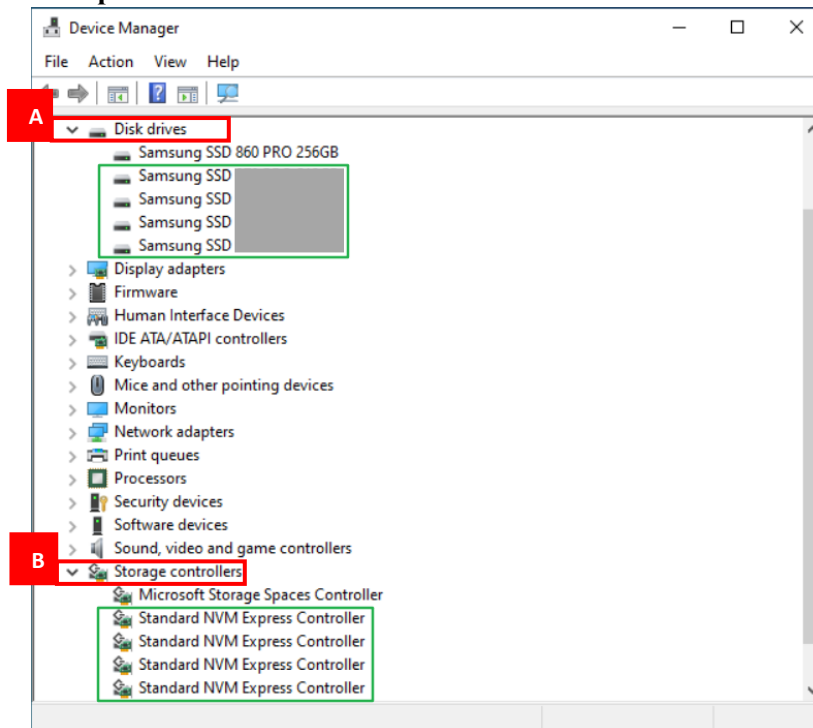 Device Manager
File Action View Help
A
Disk drives
Samsung SSD 860 PRO 256GB
Samsung SSD
Samsung SSD
Samsung SSD
Samsung SSD
Display adapters
Firmware
Human Interface Devices
IDE ATA/ATAPI controllers
Keyboards
Mice and other pointing devices
Monitors
Network adapters
Print queues
Processors
Security devices
Software devices
Sound, video and game controllers
B
Storage controllers
Microsoft Storage Spaces Controller
Standard NVM Express Controller
Standard NVM Express Controller
Standard NVM Express Controller
Standard NVM Express Controller